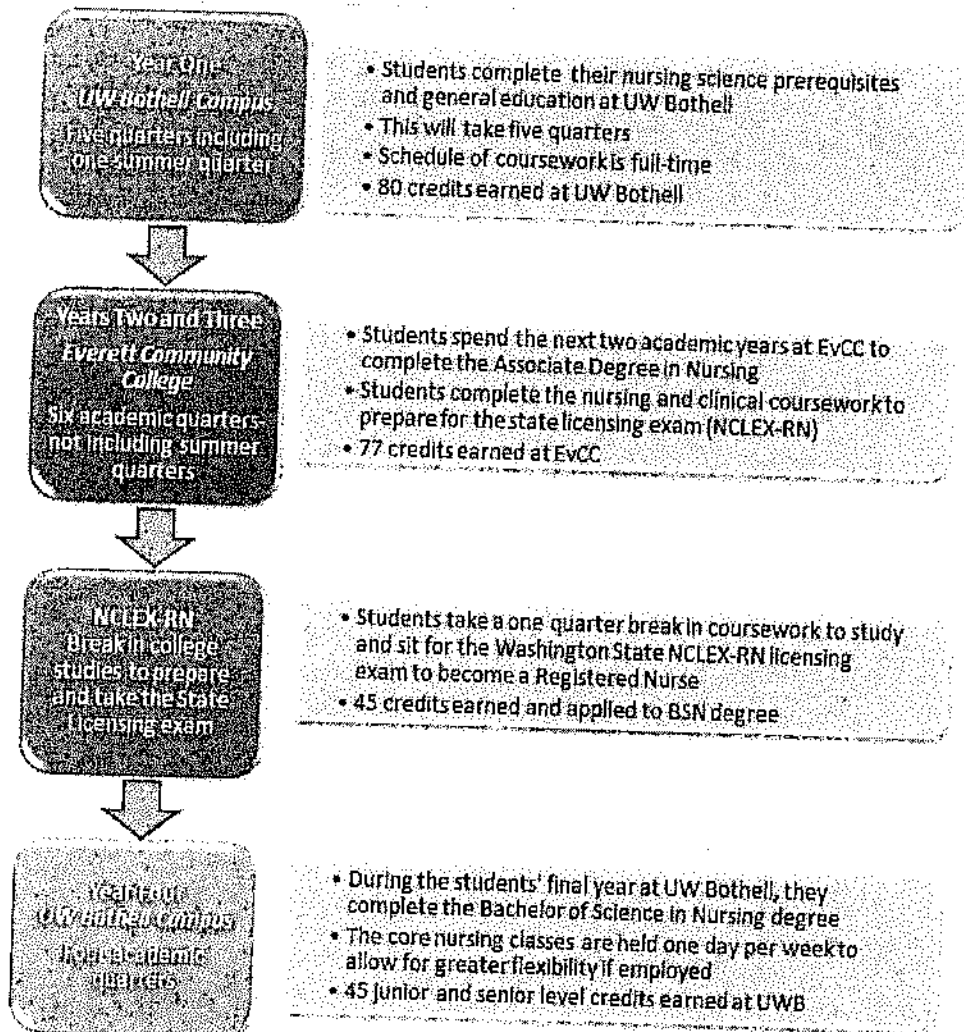 Year One
UW Bothell Campus
Five quarters including
one summer quarter
• Students complete their nursing science prerequisites
and general education at UW Bothell
• This will take five quarters
• Schedule of coursework is full-time
• 80 credits earned at UW Bothell
Years Two and Three
Everett Community
College
Six academic quarters-
not including summer
quarters
• Students spend the next two academic years at EvCC to
complete the Associate Degree in Nursing
• Students complete the nursing and clinical coursework to
prepare for the state licensing exam (NCLEX-RN)
• 77 credits earned at EvCC
NCLEX-RN
Break in college
studies to prepare
and take the State
Licensing exam
• Students take a one quarter break in coursework to study
and sit for the Washington State NCLEX-RN licensing
exam to become a Registered Nurse
• 45 credits earned and applied to BSN degree
Year Four
UW Bothell Campus
Four academic
quarters
• During the students' final year at UW Bothell, they
complete the Bachelor of Science in Nursing degree
• The core nursing classes are held one day per week to
allow for greater flexibility if employed
• 45 junior and senior level credits earned at UWB